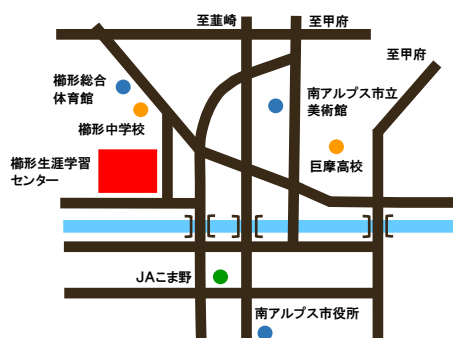 至韮崎
至甲府
至甲府
櫛形総合
体育館
南アルプス市立
美術館
櫛形中学校
櫛形生涯学習
センター
巨摩高校
JAこま野
南アルプス市役所